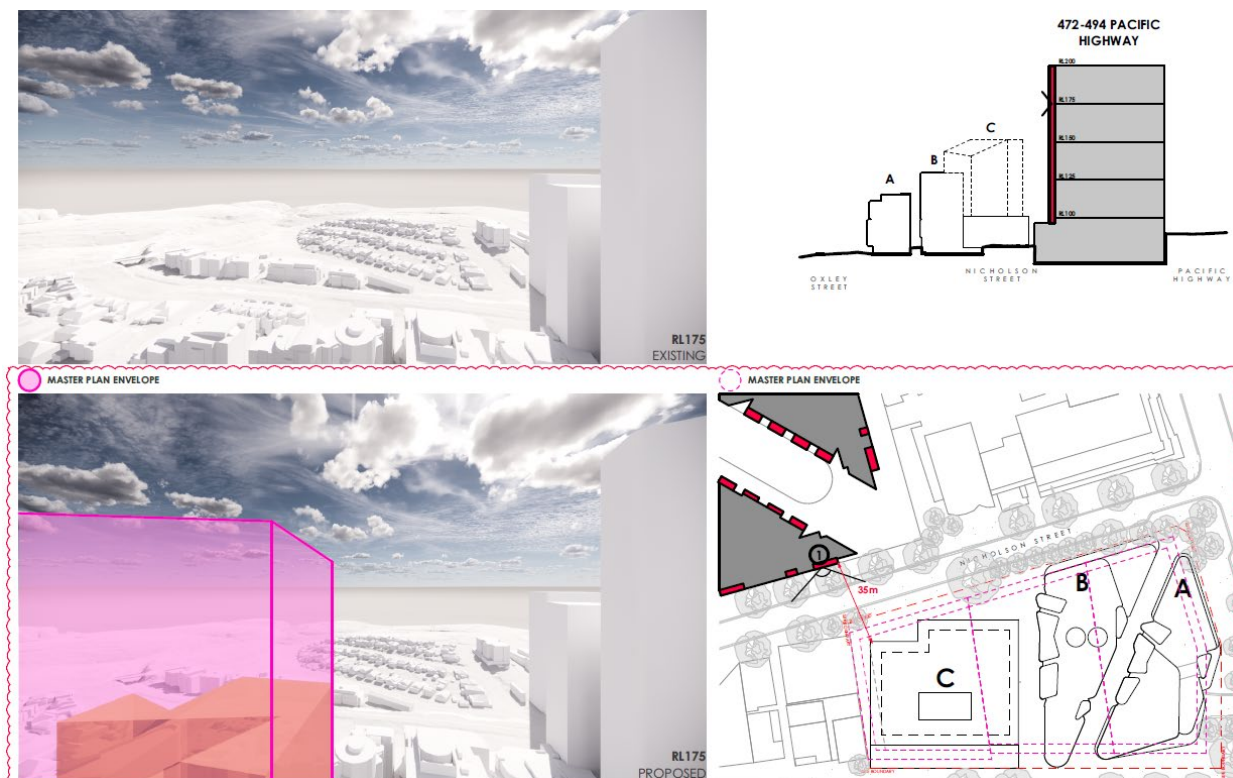 472-494 PACIFIC
HIGHWAY
RL200
RL175
RL150
RL125
RL100
A
B
C
OXLEY
STREET
NICHOLSON
STREET
PACIFIC
HIGHWAY
RL175
EXISTING
MASTER PLAN ENVELOPE
MASTER PLAN ENVELOPE
RL175
PROPOSED
1
35m
NICHOLSON STREET
A
B
C
BOUNDARY